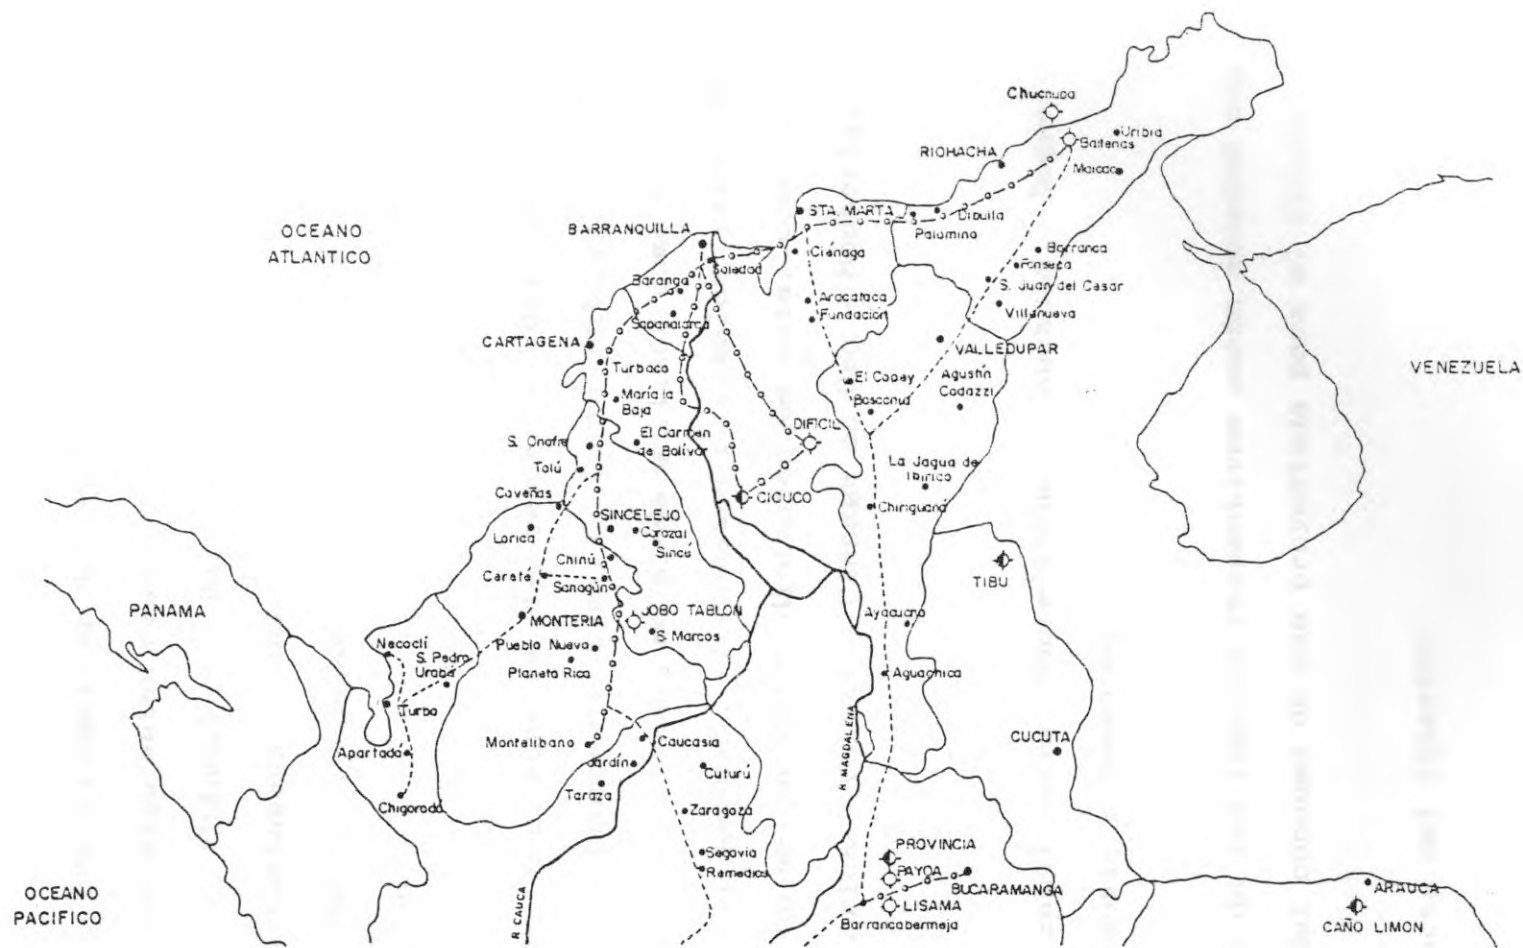 Chuchupa
Uribia
Ballenas
RIOHACHA
Maicao
OCEANO
ATLANTICO
STA. MARTA
Dibulla
BARRANQUILLA
Palomino
Ciénaga
Barranca
Soledad
Fonseca
Baranoa
S. Juan del Cesar
Aracataca
Fundación
Villanueva
Sabanalarga
CARTAGENA
VALLEDUPAR
VENEZUELA
Turbaco
El Copey
Agustín
Codazzi
María la
Baja
Bosconia
DIFICIL
El Carmen
de Bolívar
S. Onofre
Tolú
La Jagua de
Ibirico
Coveñas
CICUCO
Chiriguaná
SINCELEJO
Corozal
Lorica
Sincé
Chinú
TIBU
Cereté
Sahagún
PANAMA
JOBO TABLON
MONTERIA
S. Marcos
Ayacucho
Necoclí
Pueblo Nuevo
S. Pedro
Urabá
Planeta Rica
Aguachica
Turbo
R. MAGDALENA
CUCUTA
Montelibano
Caucasia
Apartadó
Jardín
Cuturú
Taraza
Chigorodó
Zaragoza
PROVINCIA
Segovia
Remedios
PAYOA
BUCARAMANGA
ARAUCA
OCEANO
PACIFICO
LISAMA
CAÑO LIMON
Barrancabermeja
R CAUCA